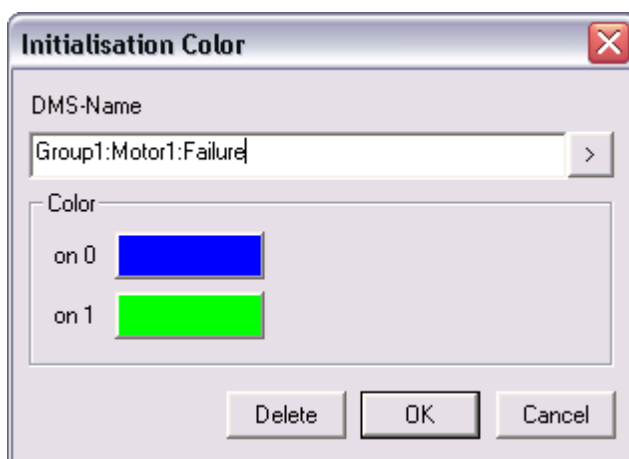 Initialisation Color
DMS-Name
Group1:Motor1:Failure
>
Color
on 0
on 1
Delete OK Cancel